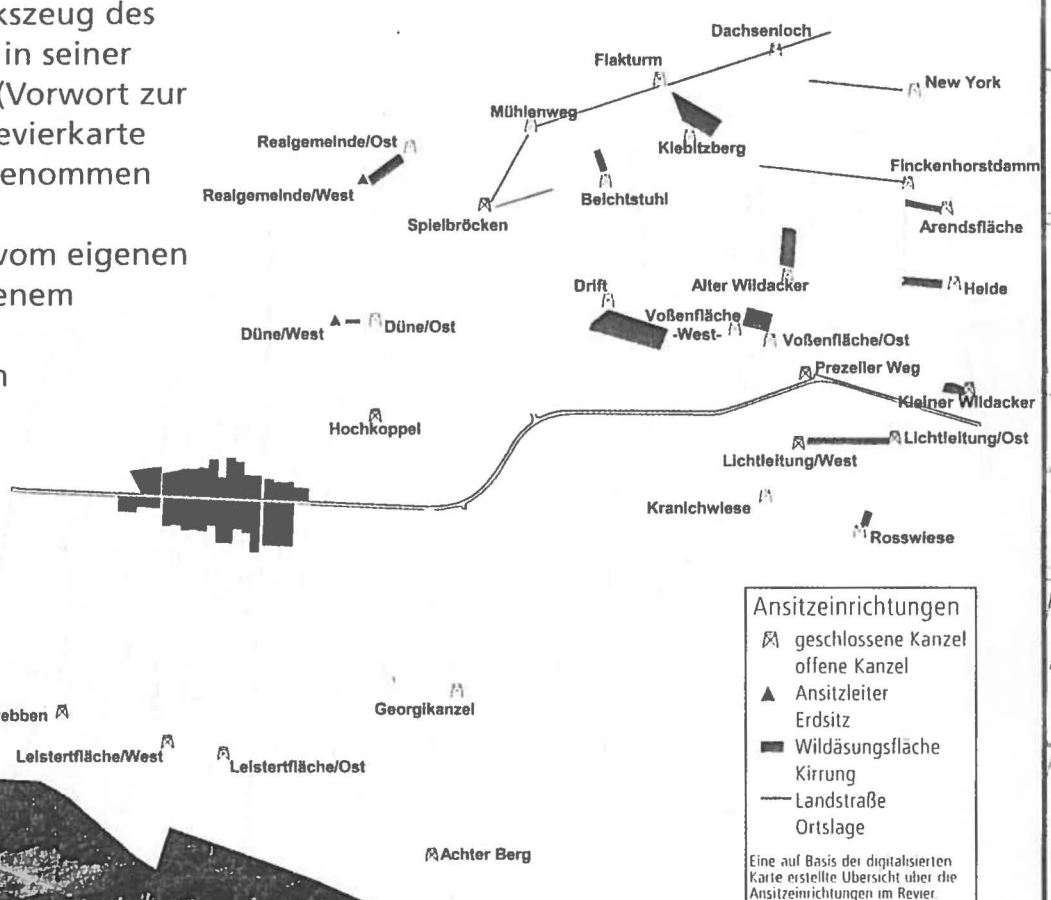 kszeug des
in seiner
(Vorwort zur
evierkarte
enommen
vom eigenen
enem
n
Dachsenloch
Flakturm
New York
Mühlenweg
Realgemeinde/Ost
Kiebitzberg
Finckenhorstdamm
Realgemeinde/West
Beichtstuhl
Spielbröcken
Arendsfläche
Drift
Alter Wildacker
Heide
Voßenfläche
-West-
Düne/West
Düne/Ost
Voßenfläche/Ost
Prezeller Weg
Kleiner Wildacker
Hochkoppel
Lichtleitung/Ost
Lichtleitung/West
Kranichwiese
Rosswiese
Ansitzeinrichtungen
geschlossene Kanzel
offene Kanzel
Ansitzleiter
Erdsitz
Wildäsungsfläche
Kirrung
Landstraße
Ortslage
Eine auf Basis der digitalisierten
Karte erstellte Übersicht über die
Ansitzeinrichtungen im Revier.
Georgikanzel
ebben
Leistertfläche/West
Leistertfläche/Ost
Achter Berg